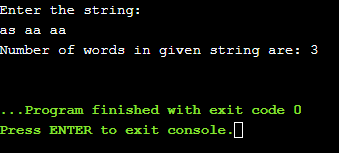 Enter the string:
as aa aa
Number of words in given string are: 3
...Program finished with exit code 0
Press ENTER to exit console.